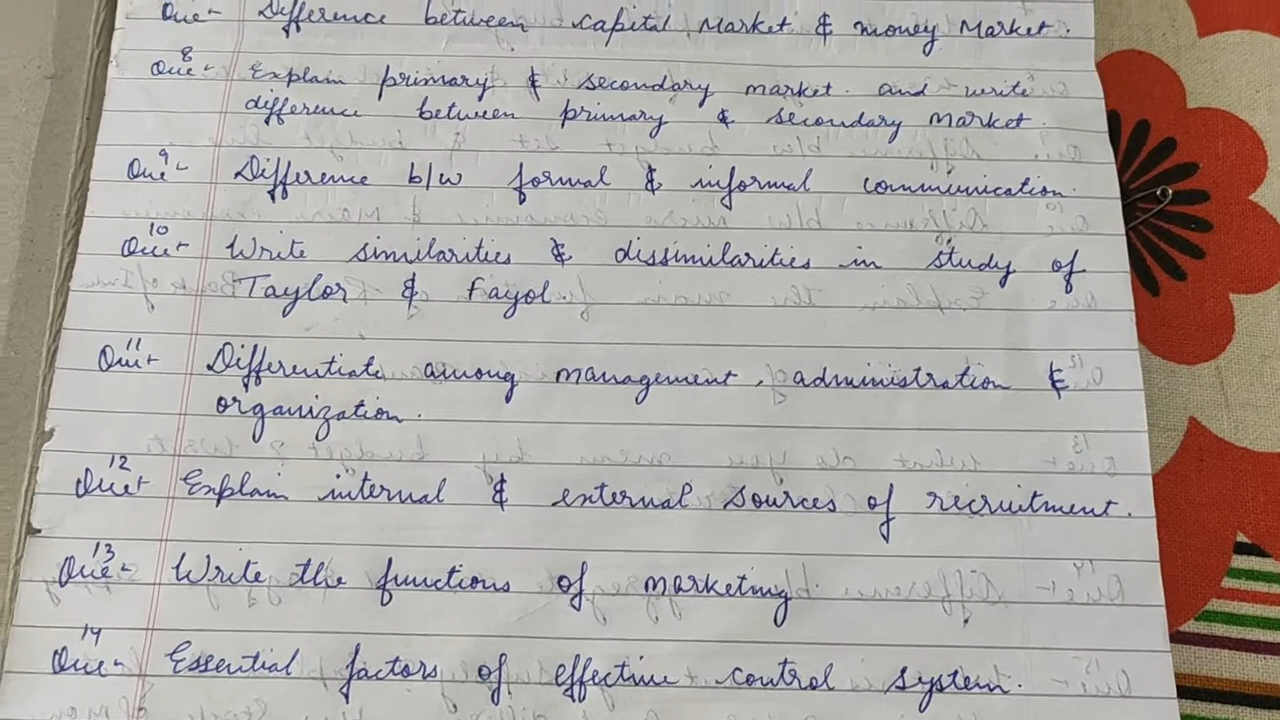 Que- Difference between capital Market & money Market.
Que 8- Explain primary & secondary market. and write
difference between primary & secondary market.
Que 9- Difference b/w formal & informal communication.
Que 10- Write similarities & dissimilarities in study of
Taylor & Fayol.
Que 11- Differentiate among management, administration &
organization.
Que 12- Explain internal & external sources of recruitment.
Que 13- Write the functions of marketing.
Que 14- Essential factors of effective control system.